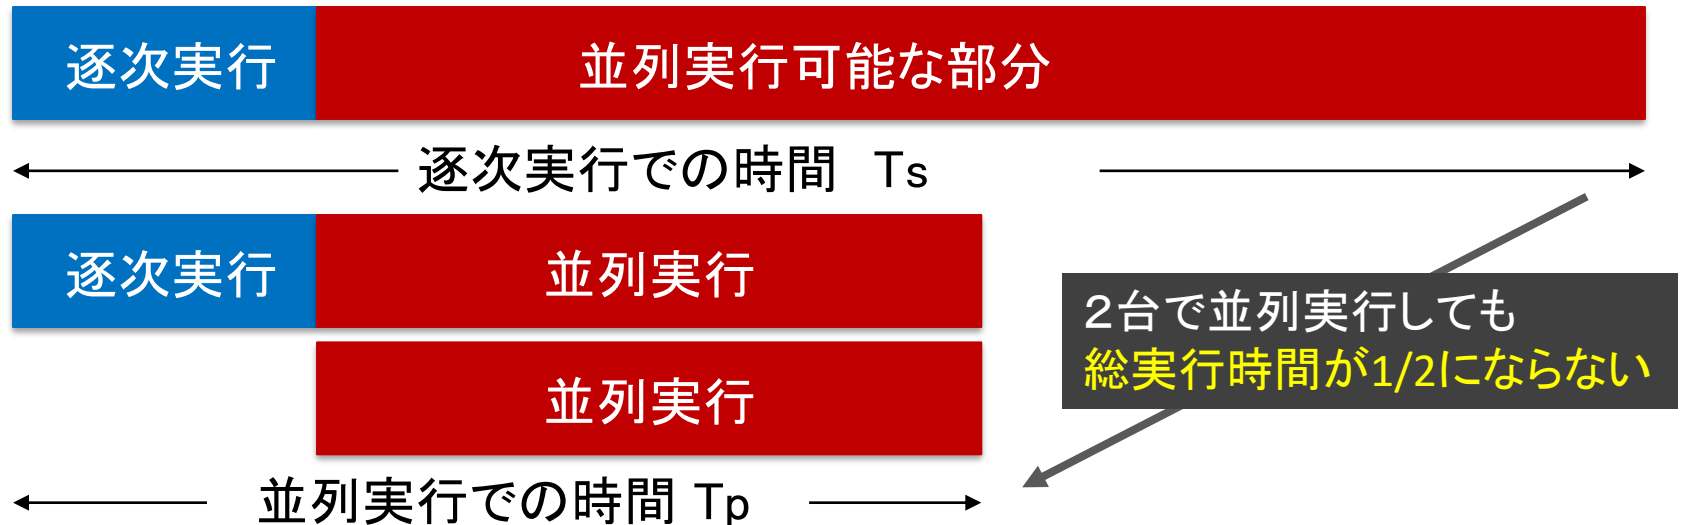 逐次実行 並列実行可能な部分
逐次実行での時間 Ts
逐次実行 並列実行
２台で並列実行しても
総実行時間が1/2にならない
並列実行
並列実行での時間 Tp